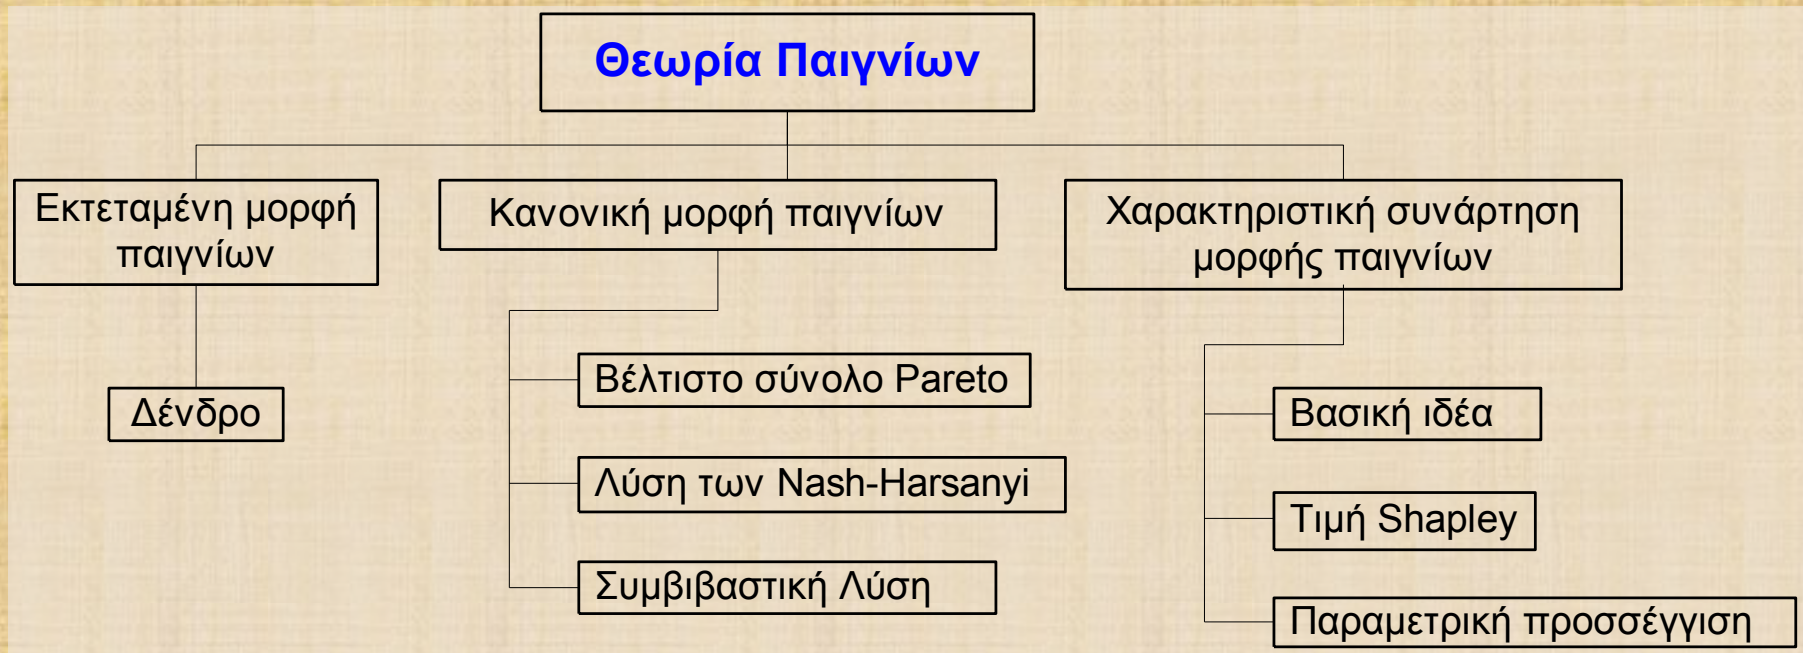 Θεωρία Παιγνίων
Εκτεταμένη μορφή
παιγνίων
Κανονική μορφή παιγνίων
Χαρακτηριστική συνάρτηση
μορφής παιγνίων
Δένδρο
Βέλτιστο σύνολο Pareto
Λύση των Nash-Harsanyi
Συμβιβαστική Λύση
Βασική ιδέα
Τιμή Shapley
Παραμετρική προσσέγγιση